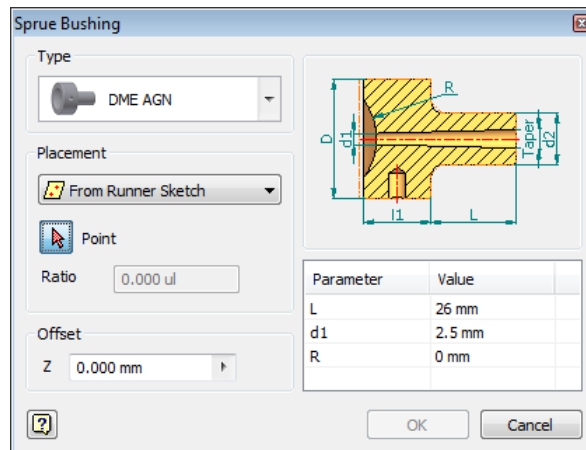 Sprue Bushing
Type
DME AGN
Placement
From Runner Sketch
Point
Ratio
0.000 ul
Offset
Z
0.000 mm
R
D
d1
Taper
d2
l1
L
Parameter Value
L 26 mm
d1 2.5 mm
R 0 mm
?
OK
Cancel